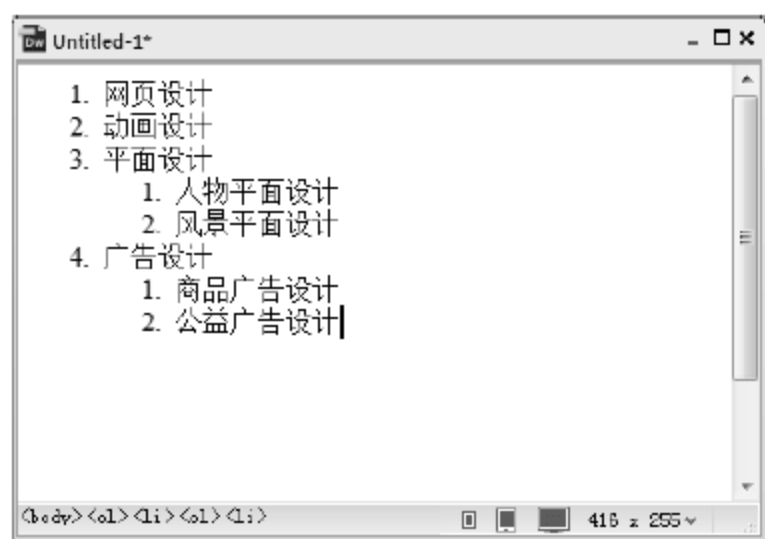 Dw Untitled-1*
1. 网页设计
2. 动画设计
3. 平面设计
1. 人物平面设计
2. 风景平面设计
4. 广告设计
1. 商品广告设计
2. 公益广告设计
<body><ol><li><ol><li> 416 x 255